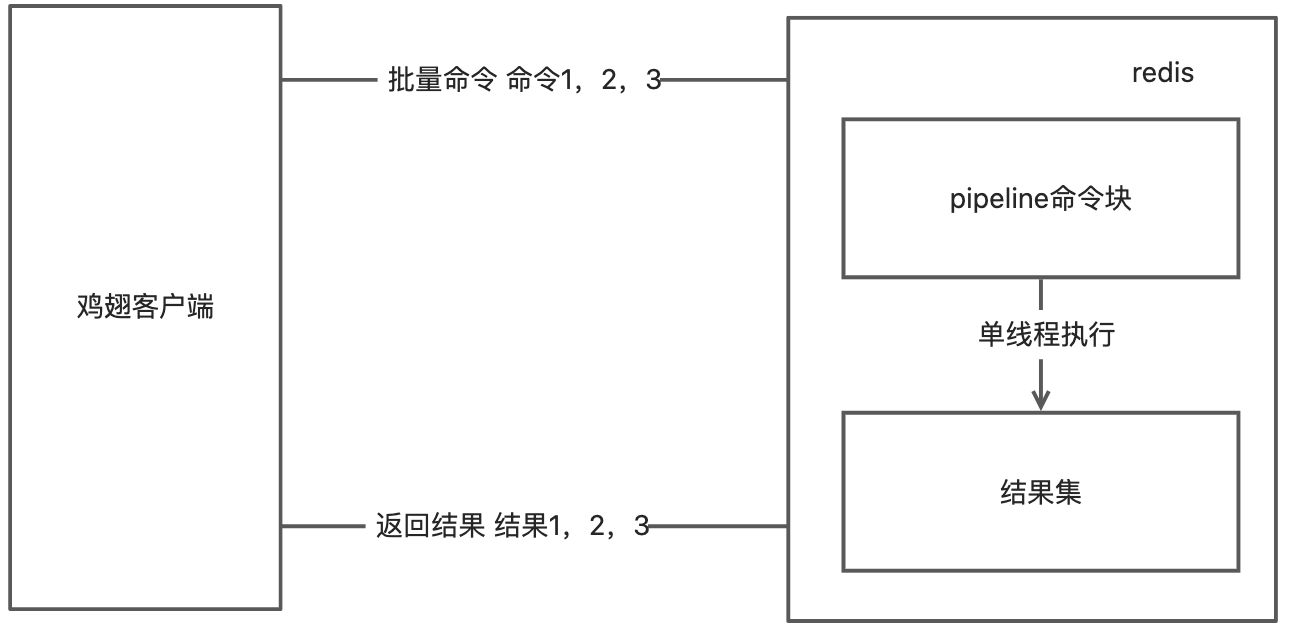 批量命令 命令1，2，3
redis
pipeline命令块
鸡翅客户端
单线程执行
结果集
返回结果 结果1，2，3